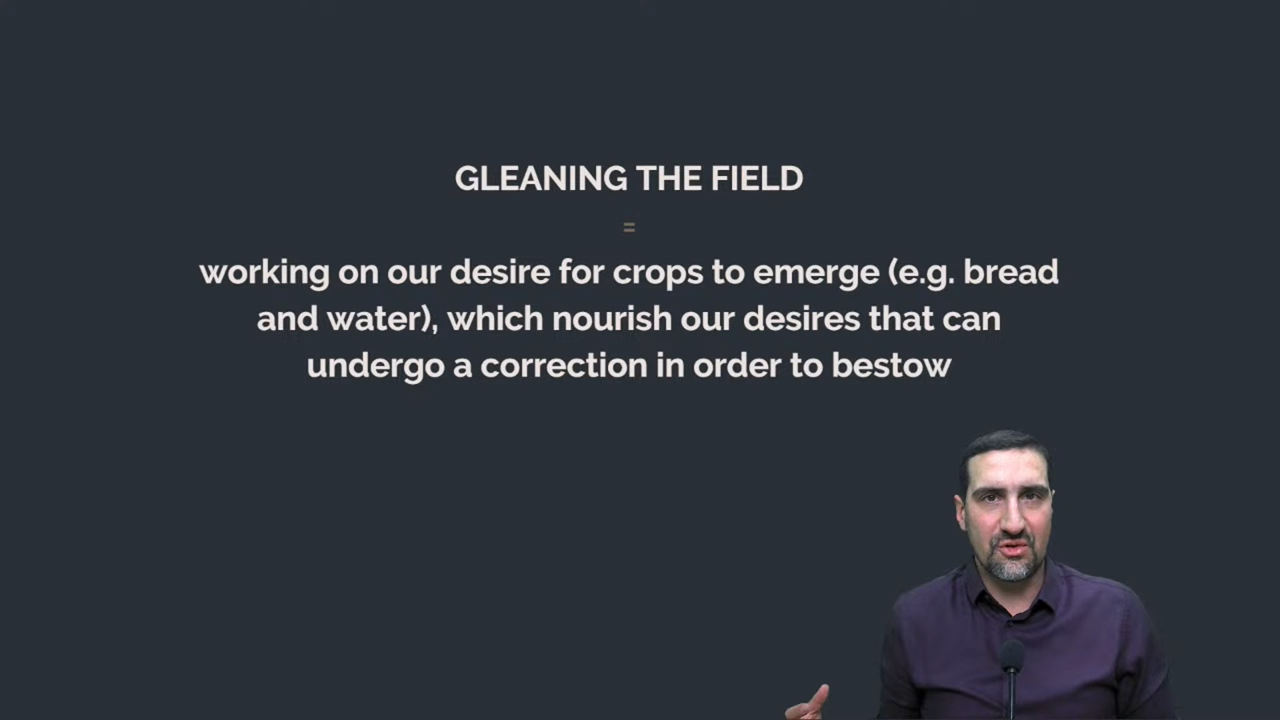 GLEANING THE FIELD
=
working on our desire for crops to emerge (e.g. bread
and water), which nourish our desires that can
undergo a correction in order to bestow